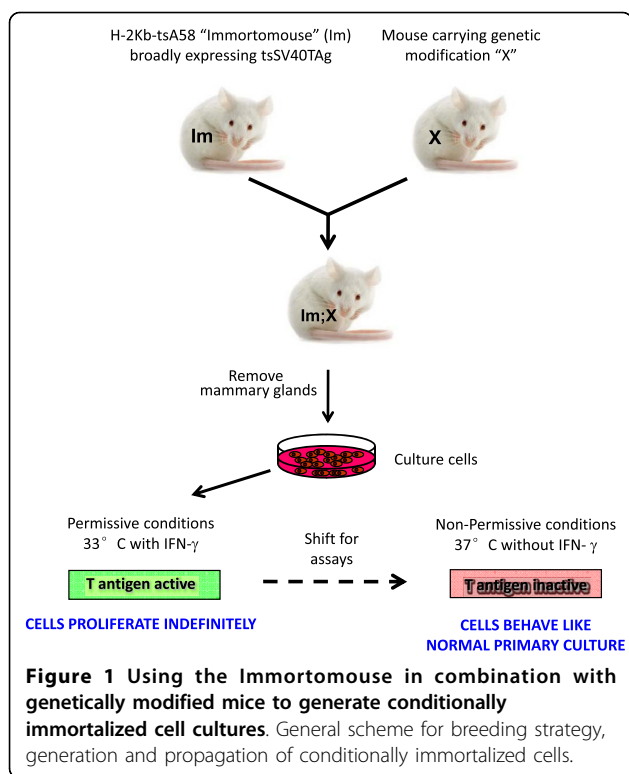 H-2Kb-tsA58 “Immortomouse” (Im)
broadly expressing tsSV40TAg
Mouse carrying genetic
modification “X”
Im
X
Im;X
Remove
mammary glands
Culture cells
Permissive conditions
33° C with IFN-γ
T antigen active
CELLS PROLIFERATE INDEFINITELY
Shift for
assays
Non-Permissive conditions
37° C without IFN- γ
T antigen inactive
CELLS BEHAVE LIKE
NORMAL PRIMARY CULTURE
Figure 1 Using the Immortomouse in combination with
genetically modified mice to generate conditionally
immortalized cell cultures. General scheme for breeding strategy,
generation and propagation of conditionally immortalized cells.